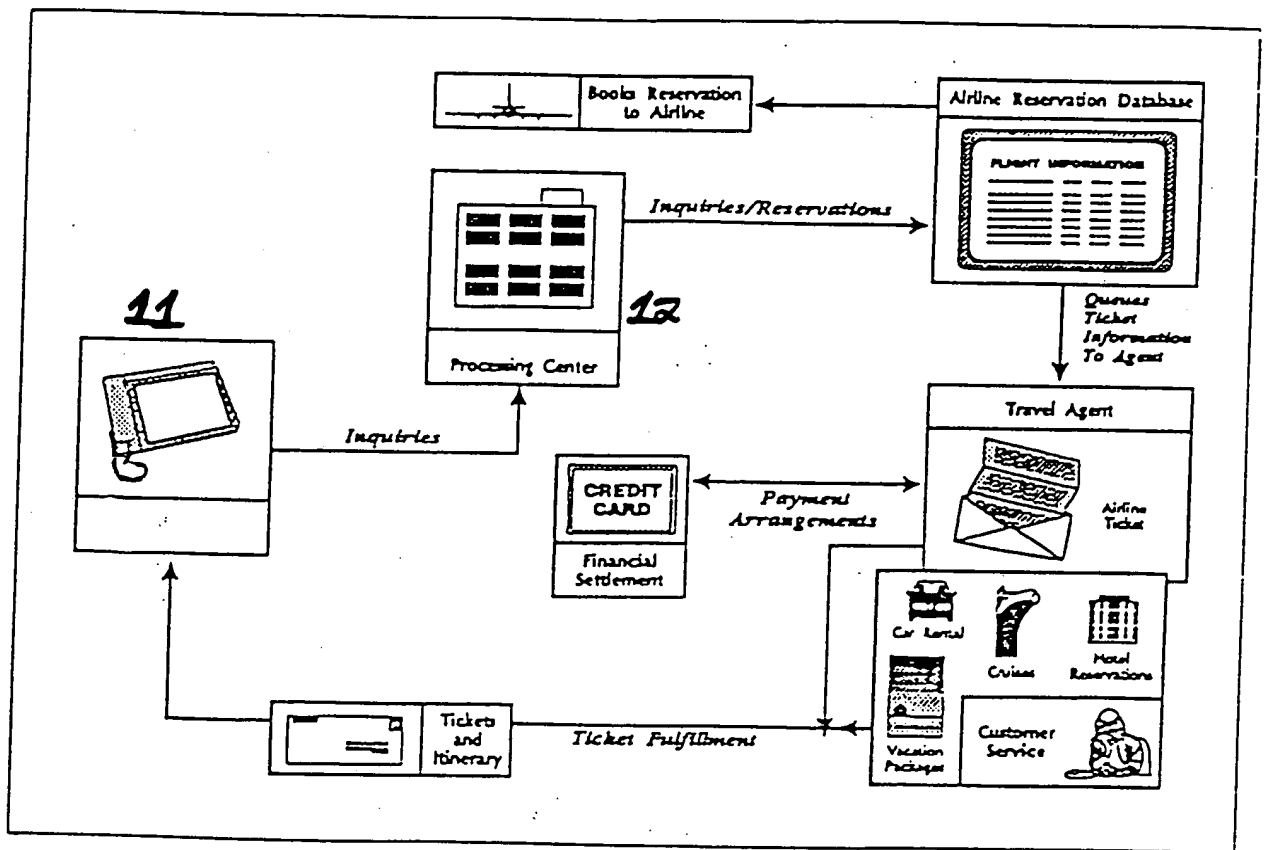 Books Reservation
to Airline
Airline Reservation Database
FLIGHT INFORMATION
Inquiries/Reservations
11
12
Processing Center
Queues
Ticket
Information
To Agent
Inquiries
Travel Agent
CREDIT
CARD
Payment
Arrangements
Airline
Ticket
Financial
Settlement
Car Rental
Cruises
Hotel
Reservations
Tickets
and
Itinerary
Ticket Fulfillment
Vacation
Packages
Customer
Service